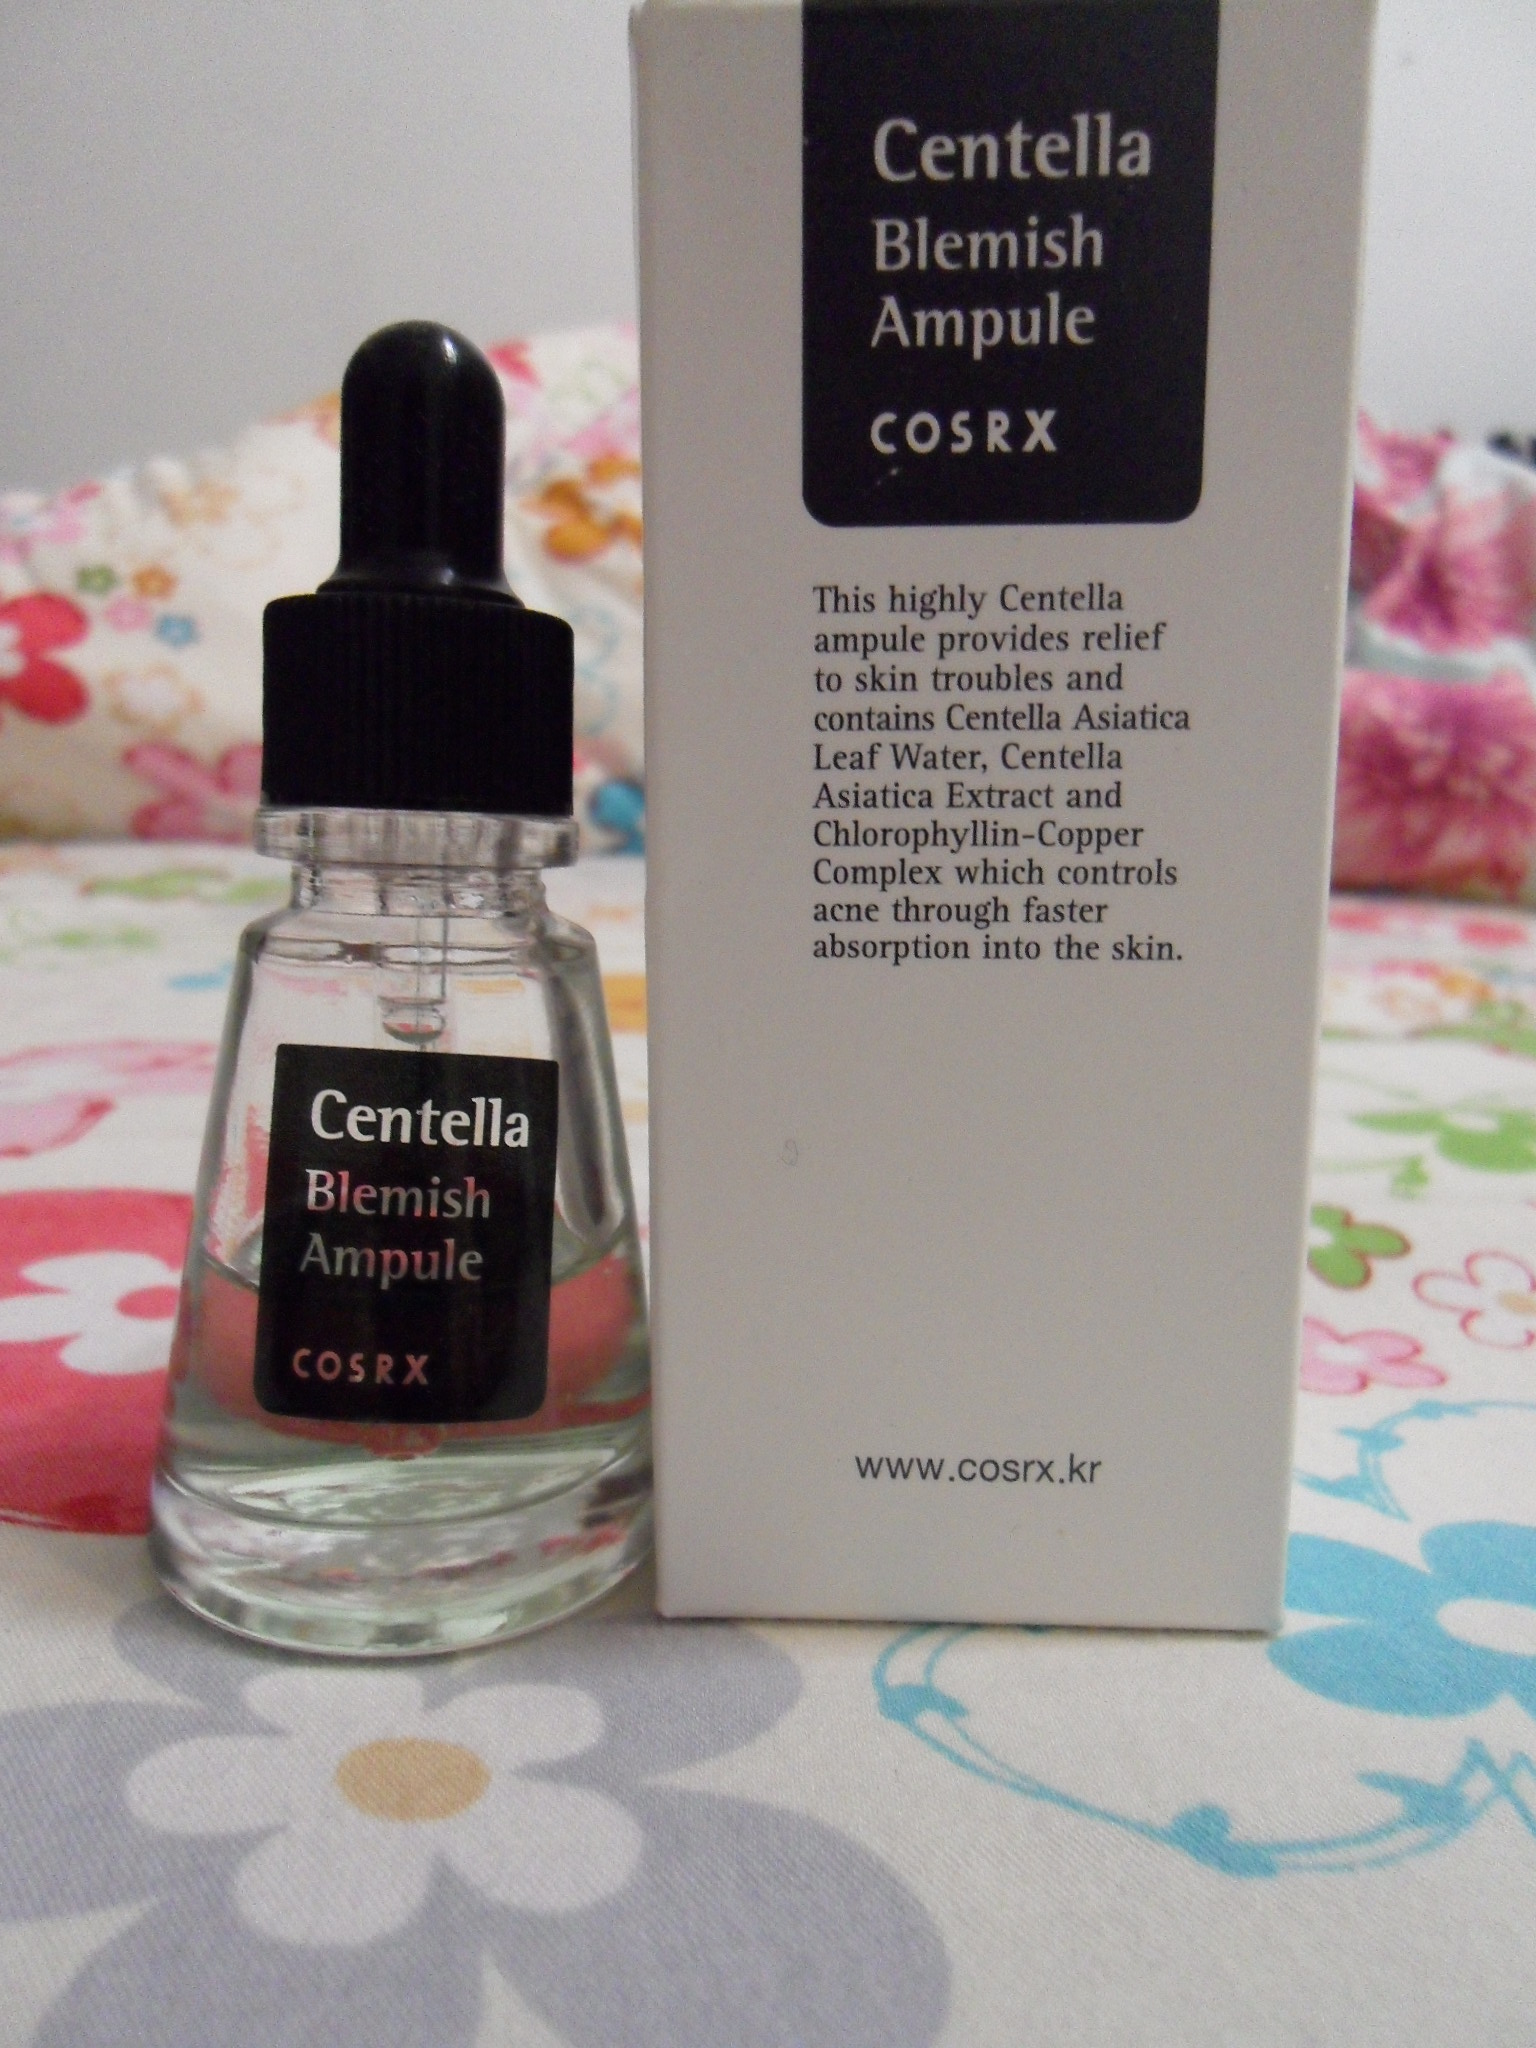 Centella
Blemish
Ampule
COSRX
This highly Centella
ampule provides relief
to skin troubles and
contains Centella Asiatica
Leaf Water, Centella
Asiatica Extract and
Chlorophyllin-Copper
Complex which controls
acne through faster
absorption into the skin.
www.cosrx.kr
Centella
Blemish
Ampule
COSRX